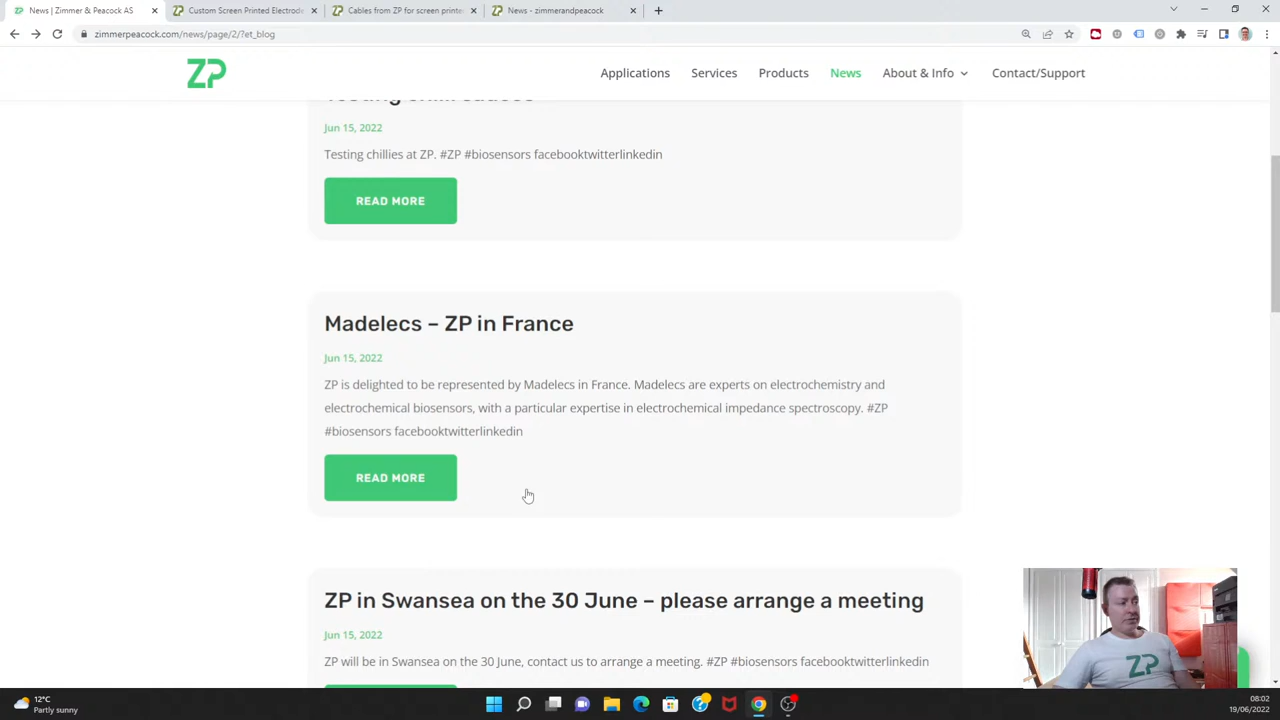 News | Zimmer & Peacock AS
Custom Screen Printed Electrode
Cables from ZP for screen printe
News - zimmerandpeacock
zimmerpeacock.com/news/page/2/?et_blog
ZP
Applications
Services
Products
News
About & Info
Contact/Support
Jun 15, 2022
Testing chillies at ZP. #ZP #biosensors facebooktwitterlinkedin
READ MORE
Madelecs – ZP in France
Jun 15, 2022
ZP is delighted to be represented by Madelecs in France. Madelecs are experts on electrochemistry and
electrochemical biosensors, with a particular expertise in electrochemical impedance spectroscopy. #ZP
#biosensors facebooktwitterlinkedin
READ MORE
ZP in Swansea on the 30 June – please arrange a meeting
Jun 15, 2022
ZP will be in Swansea on the 30 June, contact us to arrange a meeting. #ZP #biosensors facebooktwitterlinkedin
ZP
12°C
Partly sunny
08:02
19/06/2022